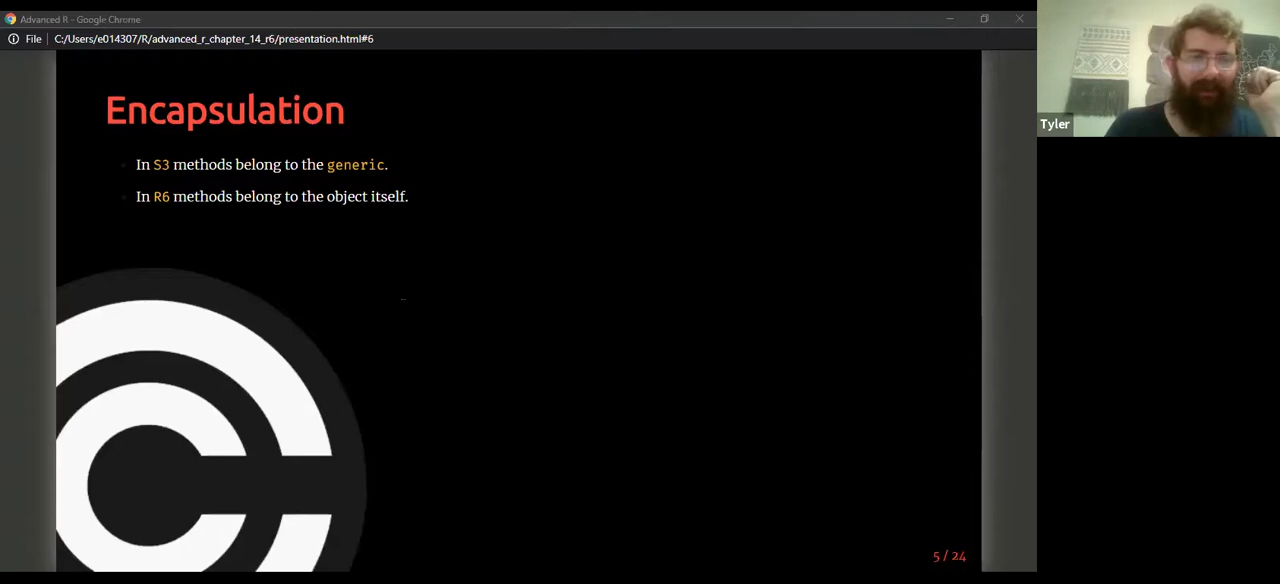 Advanced R - Google Chrome
File | C:/Users/e014307/R/advanced_r_chapter_14_r6/presentation.html#6
Encapsulation
In S3 methods belong to the generic.
In R6 methods belong to the object itself.
5 / 24
Tyler